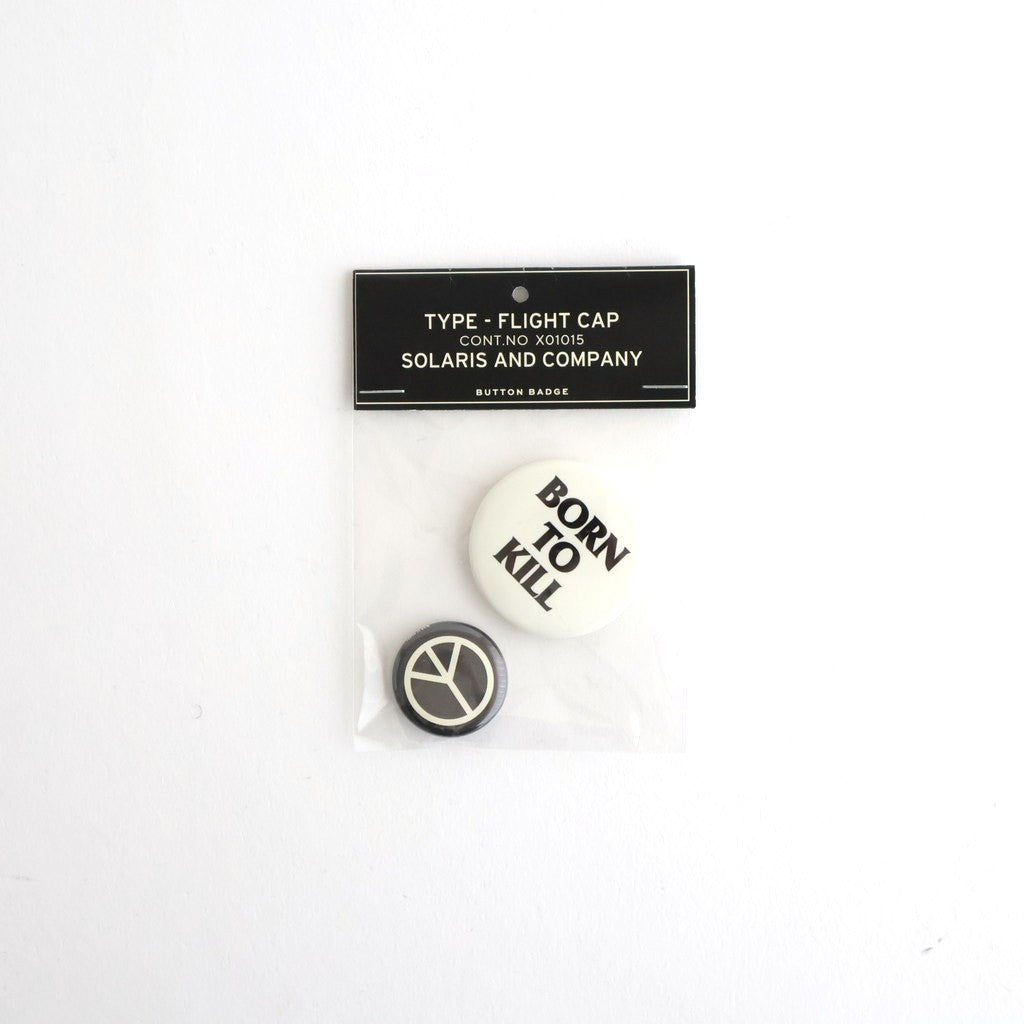 TYPE - FLIGHT CAP
CONT.NO X01015
SOLARIS AND COMPANY
BUTTON BADGE
BORN
TO
KILL